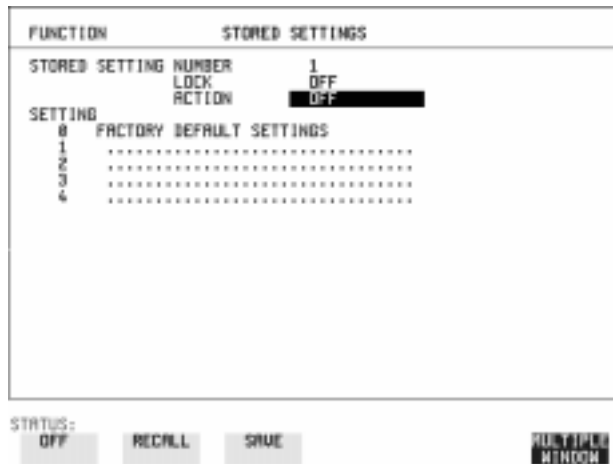 FUNCTION STORED SETTINGS
STORED SETTING NUMBER 1
LOCK OFF
ACTION OFF
SETTING
0 FACTORY DEFAULT SETTINGS
1 ................................
2 ................................
3 ................................
4 ................................
STATUS:
OFF RECALL SAVE MULTIPLE
WINDOW